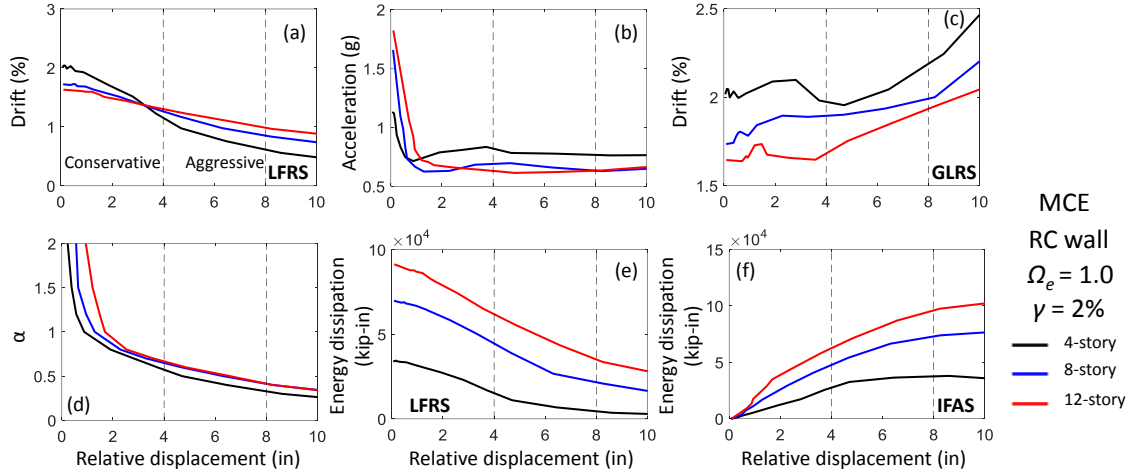 (a)
Drift (%)
3
2
1
0
Conservative
Aggressive
LFRS
0 2 4 6 8 10
(b)
Acceleration (g)
2
1.5
1
0.5
0 2 4 6 8 10
(c)
Drift (%)
2.5
2
1.5
GLRS
0 2 4 6 8 10
(d)
α
2
1.5
1
0.5
0
0 2 4 6 8 10
Relative displacement (in)
×10⁴
(e)
Energy dissipation
(kip-in)
10
5
0
LFRS
0 2 4 6 8 10
Relative displacement (in)
×10⁴
(f)
Energy dissipation
(kip-in)
15
10
5
0
IFAS
0 2 4 6 8 10
Relative displacement (in)
MCE
RC wall
Ωₑ = 1.0
γ = 2%
4-story
8-story
12-story